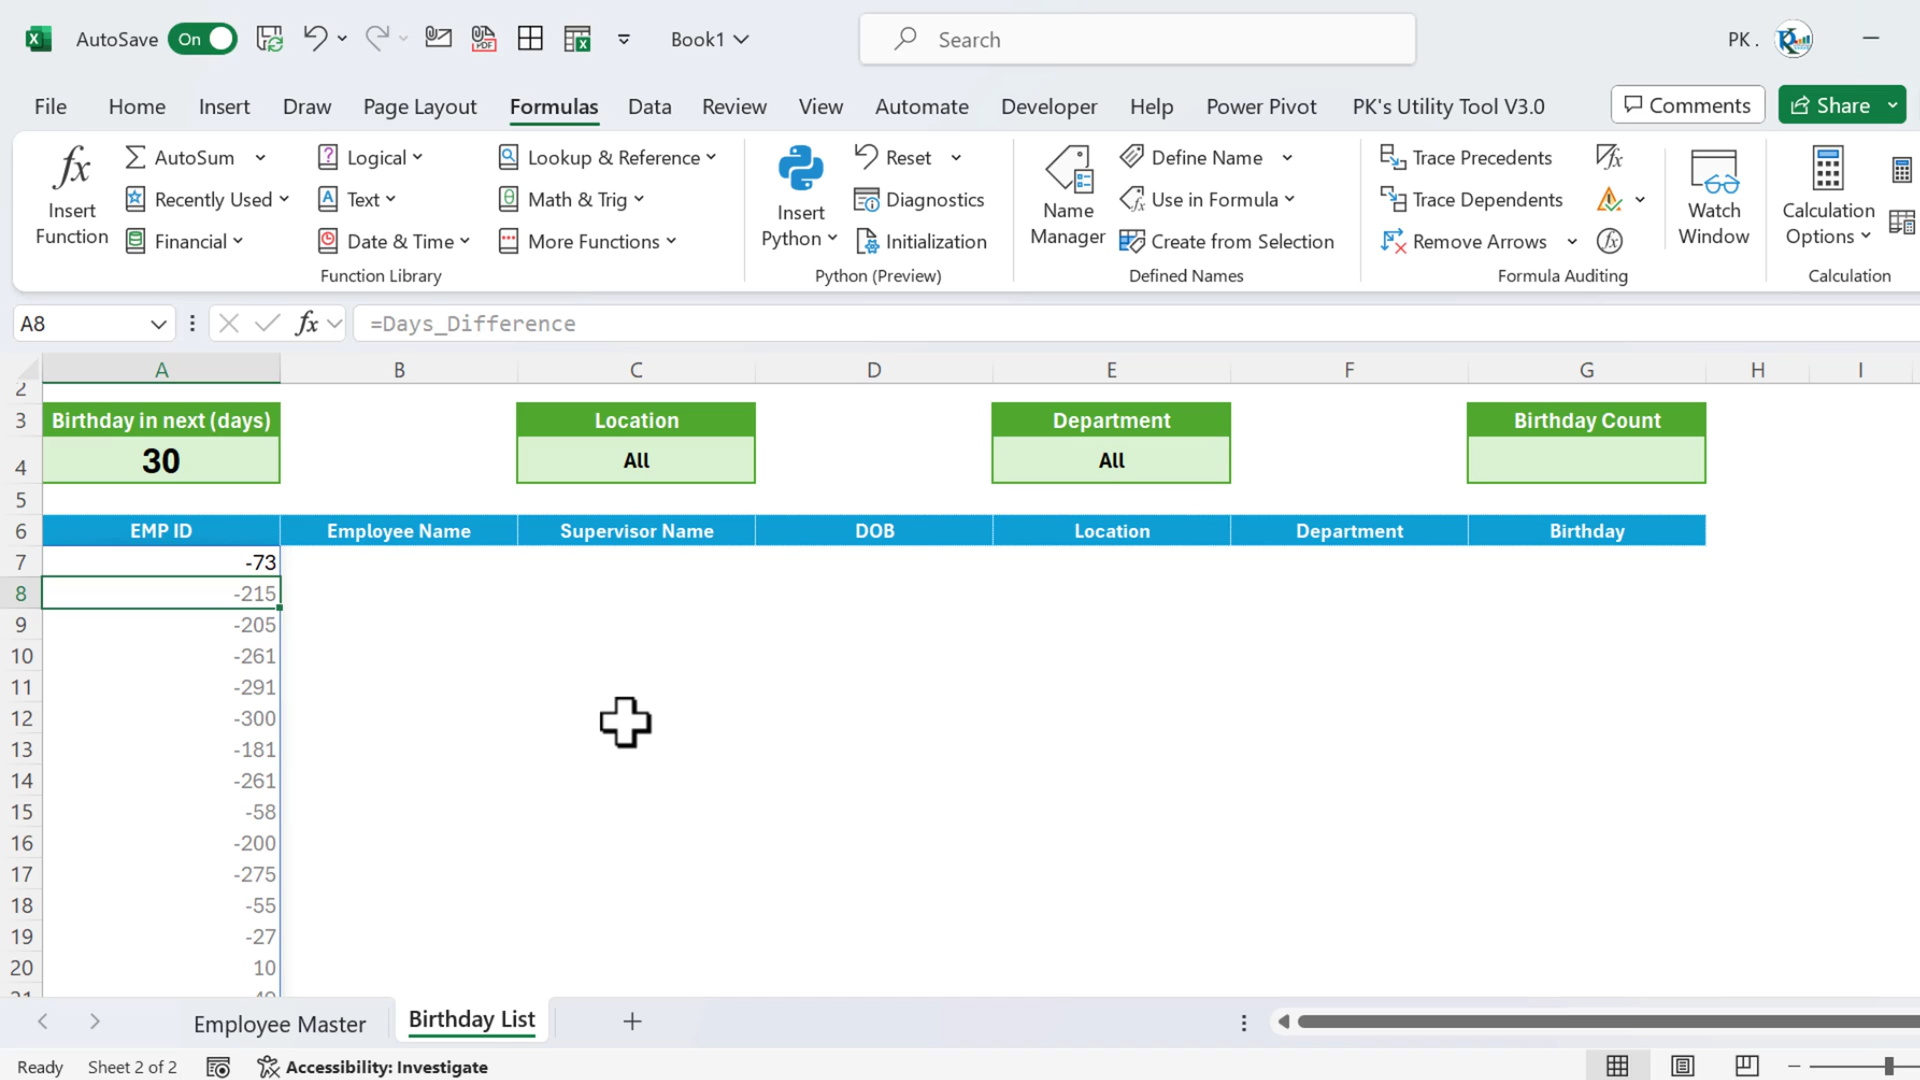 AutoSave On Book1 Search PK .
File Home Insert Draw Page Layout Formulas Data Review View Automate Developer Help Power Pivot PK's Utility Tool V3.0 Comments Share
Insert Function
AutoSum
Recently Used
Financial
Logical
Text
Date & Time
Lookup & Reference
Math & Trig
More Functions
Function Library
Insert Python
Reset
Diagnostics
Initialization
Python (Preview)
Name Manager
Define Name
Use in Formula
Create from Selection
Defined Names
Trace Precedents
Trace Dependents
Remove Arrows
Formula Auditing
Watch Window
Calculation Options
Calculation
A8 fx =Days_Difference
A B C D E F G H I
2
3 Birthday in next (days) Location Department Birthday Count
4 30 All All
5
6 EMP ID Employee Name Supervisor Name DOB Location Department Birthday
7 -73
8 -215
9 -205
10 -261
11 -291
12 -300
13 -181
14 -261
15 -58
16 -200
17 -275
18 -55
19 -27
20 10
Employee Master Birthday List
Ready Sheet 2 of 2 Accessibility: Investigate